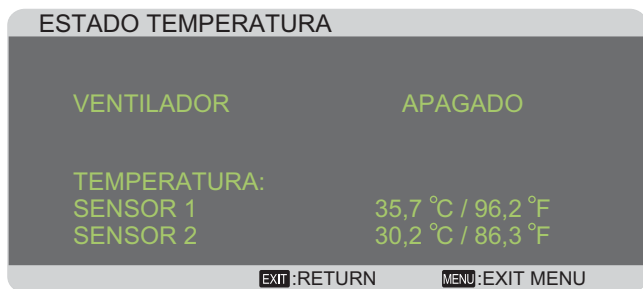 ESTADO TEMPERATURA
VENTILADOR APAGADO
TEMPERATURA:
SENSOR 1 35,7 °C / 96,2 °F
SENSOR 2 30,2 °C / 86,3 °F
EXIT :RETURN MENU :EXIT MENU